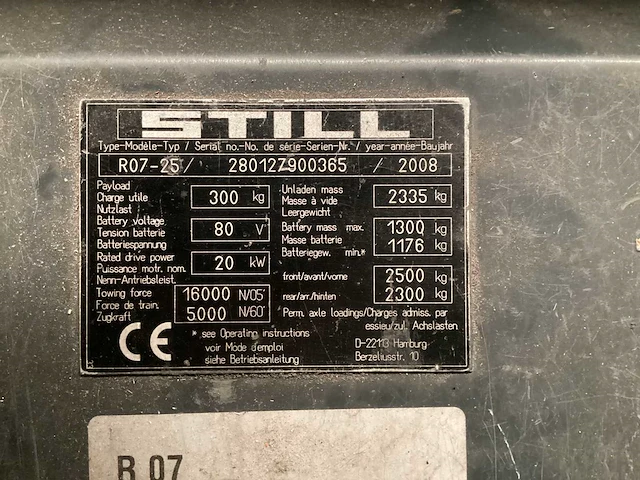 STILL
Type-Modèle-Typ / Serial no.-No. de série-Serien-Nr. / year-année-Baujahr
R07-25 / 280127900365 / 2008
Payload
Charge utile 300 kg
Nutzlast
Unladen mass
Masse à vide 2335 kg
Leergewicht
Battery voltage
Tension batterie 80 V
Batteriespannung
Battery mass max. 1300 kg
Masse batterie
Batteriegew. min.* 1176 kg
Rated drive power
Puissance motr. nom. 20 kW
Nenn-Antriebsleist.
front/avant/vorne 2500 kg
rear/arr./hinten 2300 kg
Towing force 16000 N/05'
Force de train. 5000 N/60'
Zugkraft
Perm. axle loadings/Charges admiss. par
essieu/zul. Achslasten
CE
* see Operating instructions
voir Mode d'emploi
siehe Betriebsanleitung
D-22113 Hamburg
Berzeliusstr. 10
R 07